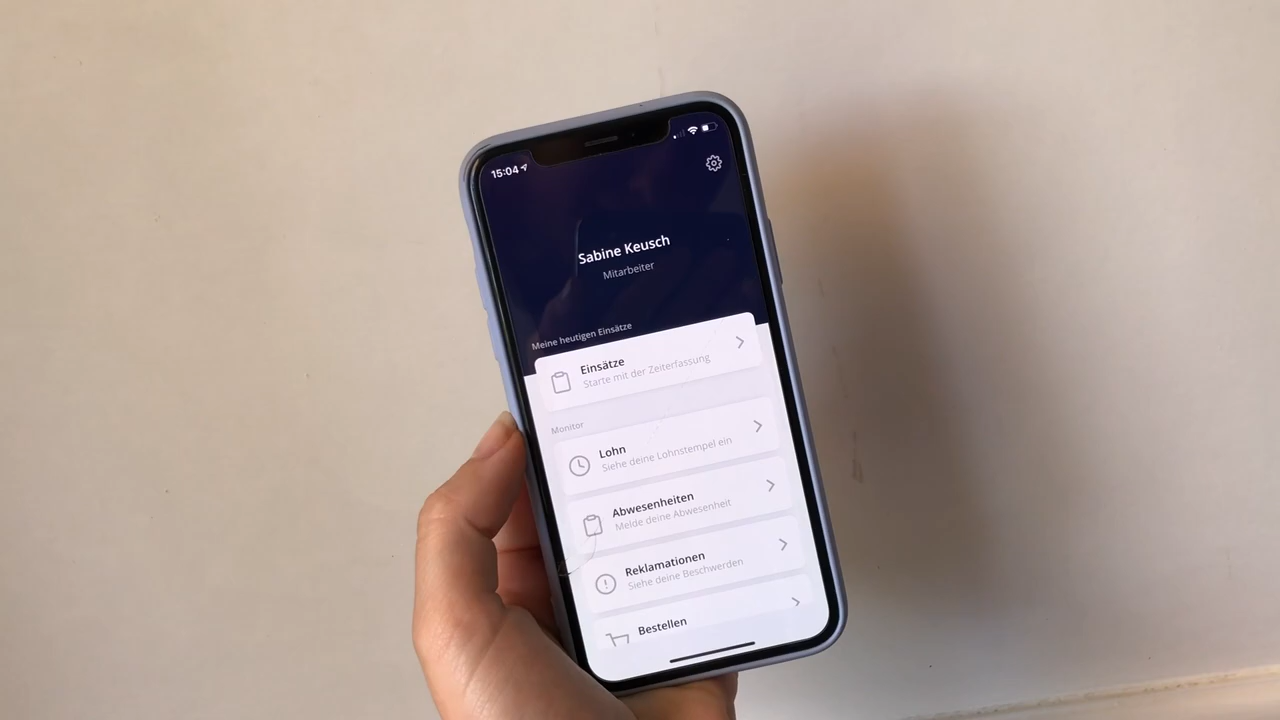 15:04
Sabine Keusch
Mitarbeiter
Meine heutigen Einsätze
Einsätze
Starte mit der Zeiterfassung
Monitor
Lohn
Siehe deine Lohnstempel ein
Abwesenheiten
Melde deine Abwesenheit
Reklamationen
Siehe deine Beschwerden
Bestellen